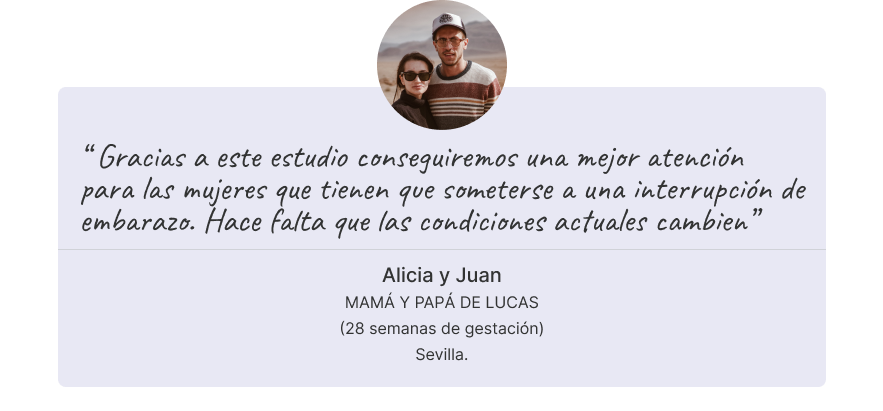 “Gracias a este estudio conseguiremos una mejor atención
para las mujeres que tienen que someterse a una interrupción de
embarazo. Hace falta que las condiciones actuales cambien”
Alicia y Juan
MAMÁ Y PAPÁ DE LUCAS
(28 semanas de gestación)
Sevilla.